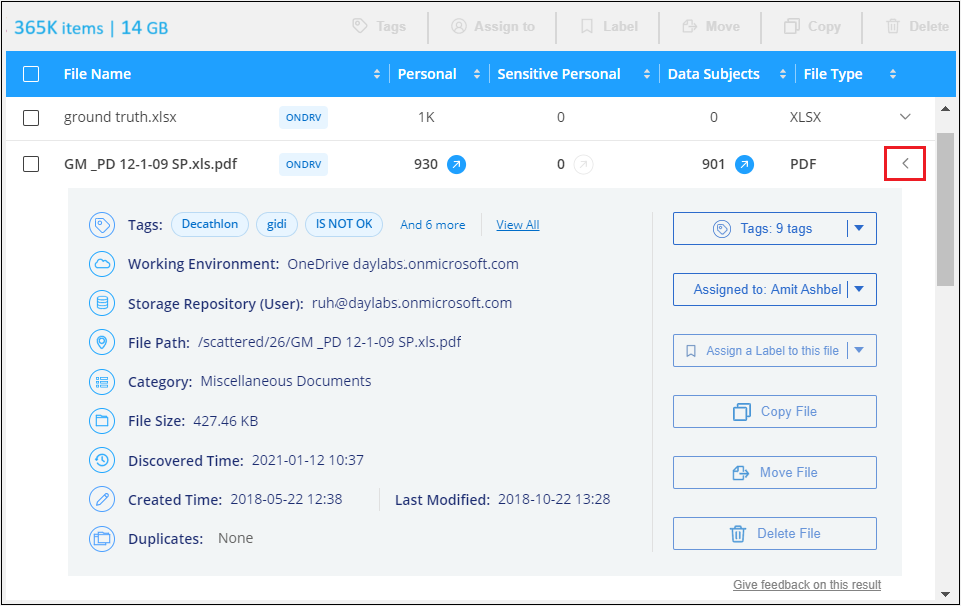 365K items | 14 GB Tags Assign to Label Move Copy Delete
File Name Personal Sensitive Personal Data Subjects File Type
ground truth.xlsx ONDRV 1K 0 0 XLSX
GM _PD 12-1-09 SP.xls.pdf ONDRV 930 0 901 PDF
Tags: Decathlon gidi IS NOT OK And 6 more View All
Tags: 9 tags
Working Environment: OneDrive daylabs.onmicrosoft.com
Assigned to: Amit Ashbel
Storage Repository (User): ruh@daylabs.onmicrosoft.com
File Path: /scattered/26/GM _PD 12-1-09 SP.xls.pdf
Assign a Label to this file
Category: Miscellaneous Documents
Copy File
File Size: 427.46 KB
Discovered Time: 2021-01-12 10:37
Move File
Created Time: 2018-05-22 12:38 Last Modified: 2018-10-22 13:28
Delete File
Duplicates: None
Give feedback on this result